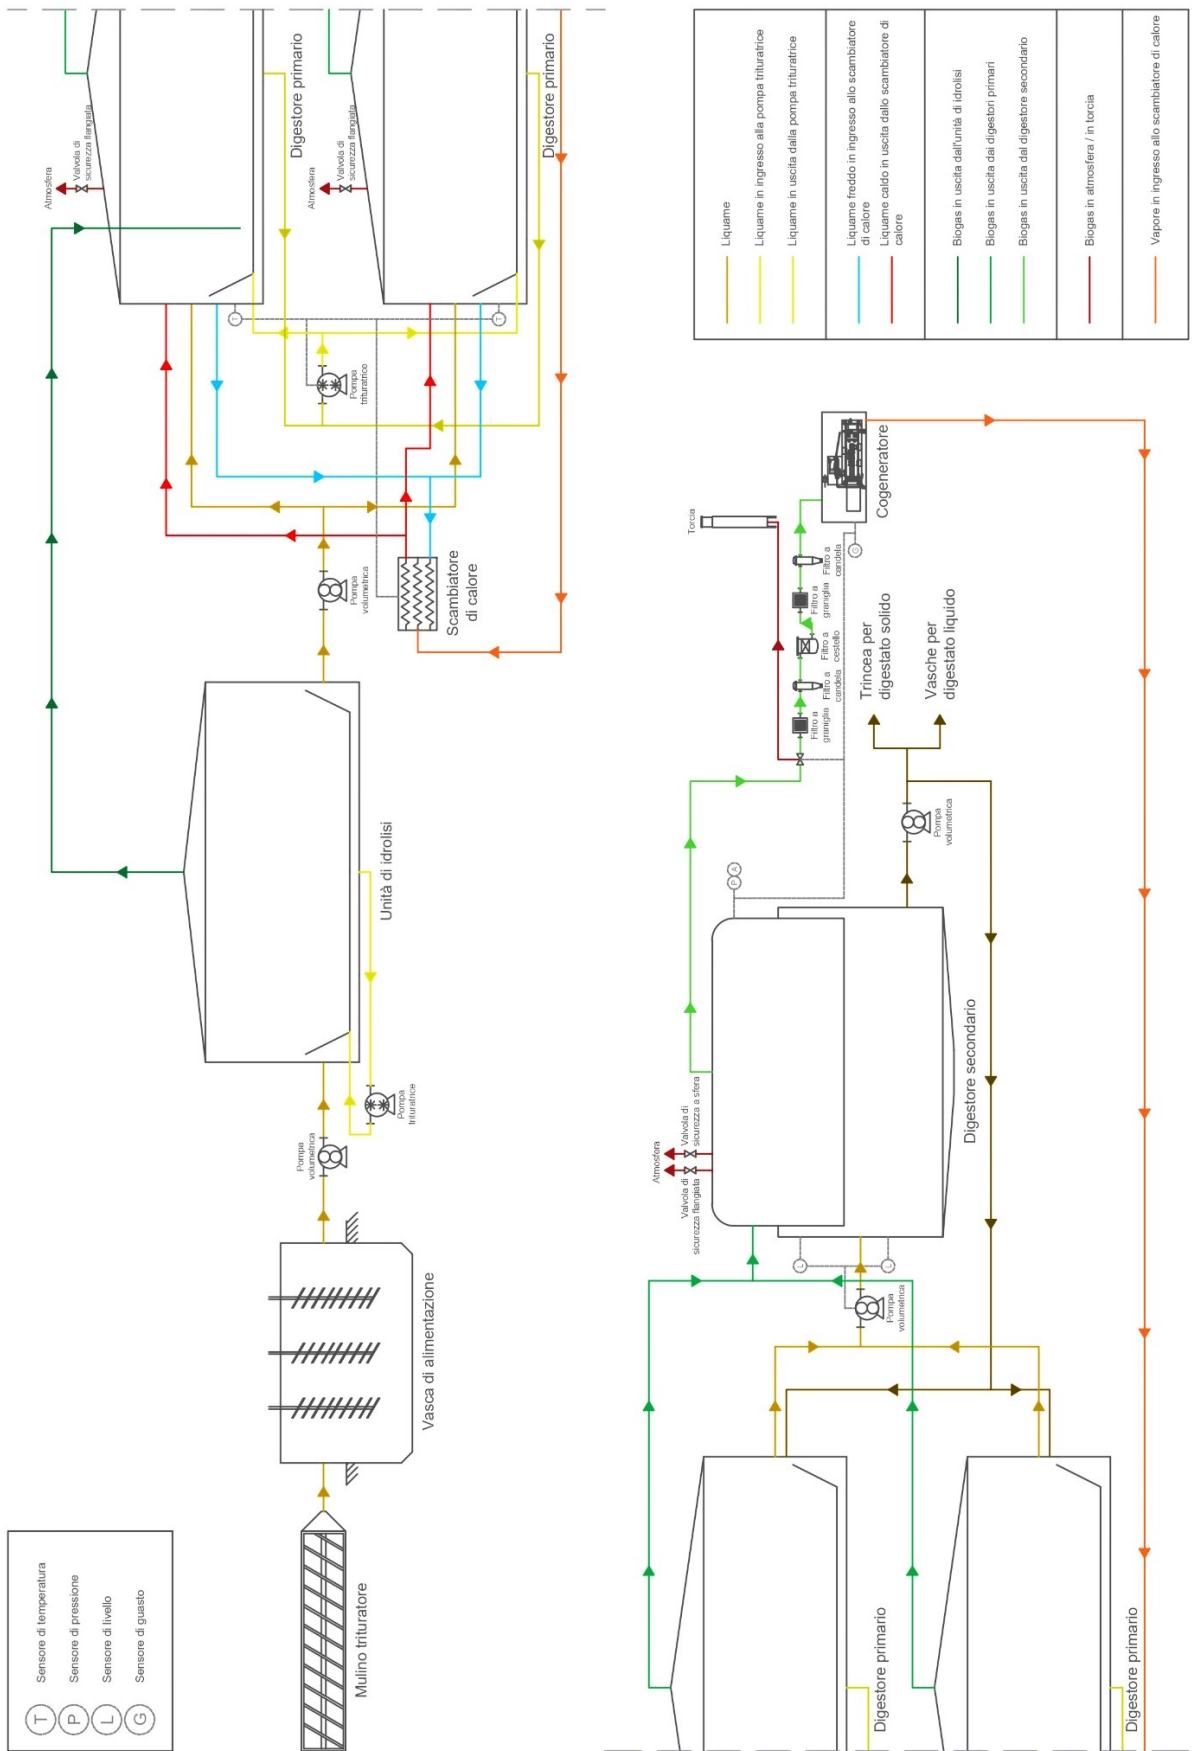 T
Sensore di temperatura
P
Sensore di pressione
L
Sensore di livello
G
Sensore di guasto
Mulino trituratore
Vasca di alimentazione
Pompa
volumetrica
Pompa
trituratrice
Unità di idrolisi
Pompa
volumetrica
Scambiatore
di calore
Pompa
trituratrice
T
T
Atmosfera
Valvola di
sicurezza flangiata
Digestore primario
Atmosfera
Valvola di
sicurezza flangiata
Digestore primario
Digestore primario
Digestore primario
Pompa
volumetrica
L
L
Atmosfera
Valvola di
sicurezza flangiata
Valvola di
sicurezza a sfera
Digestore secondario
P
A
Pompa
volumetrica
Trincea per
digestato solido
Vasche per
digestato liquido
Filtro a
graniglia
Filtro a
candela
Filtro a
cestello
Filtro a
graniglia
Filtro a
candela
Torcia
G
Cogeneratore
Liquame
Liquame in ingresso alla pompa trituratrice
Liquame in uscita dalla pompa trituratrice
Liquame freddo in ingresso allo scambiatore
di calore
Liquame caldo in uscita dallo scambiatore di
calore
Biogas in uscita dall'unità di idrolisi
Biogas in uscita dai digestori primari
Biogas in uscita dal digestore secondario
Biogas in atmosfera / in torcia
Vapore in ingresso allo scambiatore di calore